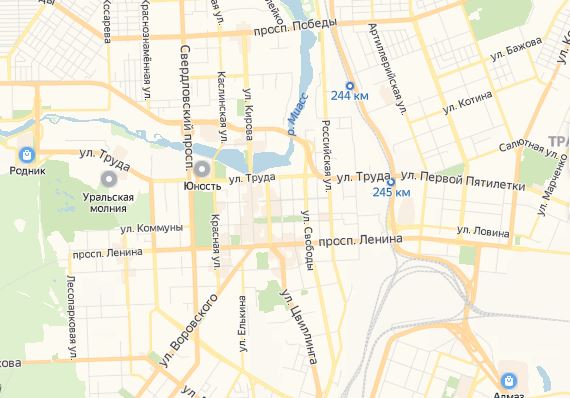 просп. Победы
Краснознамённая ул.
Каслинская ул.
Свердловский просп.
ул. Кирова
р. Миасс
Российская ул.
244 км
Артиллерийская ул.
ул. Бажова
ул. Котина
Салютная ул.
ул. Марченко
Родник
ул. Труда
Уральская
молния
Юность
ул. Труда
ул. Труда
245 км
ул. Первой Пятилетки
ул. Коммуны
Красная ул.
ул. Свободы
просп. Ленина
просп. Ленина
ул. Ловина
Лесопарковая ул.
ул. Воровского
ул. Елькина
ул. Цвиллинга
Алмаз